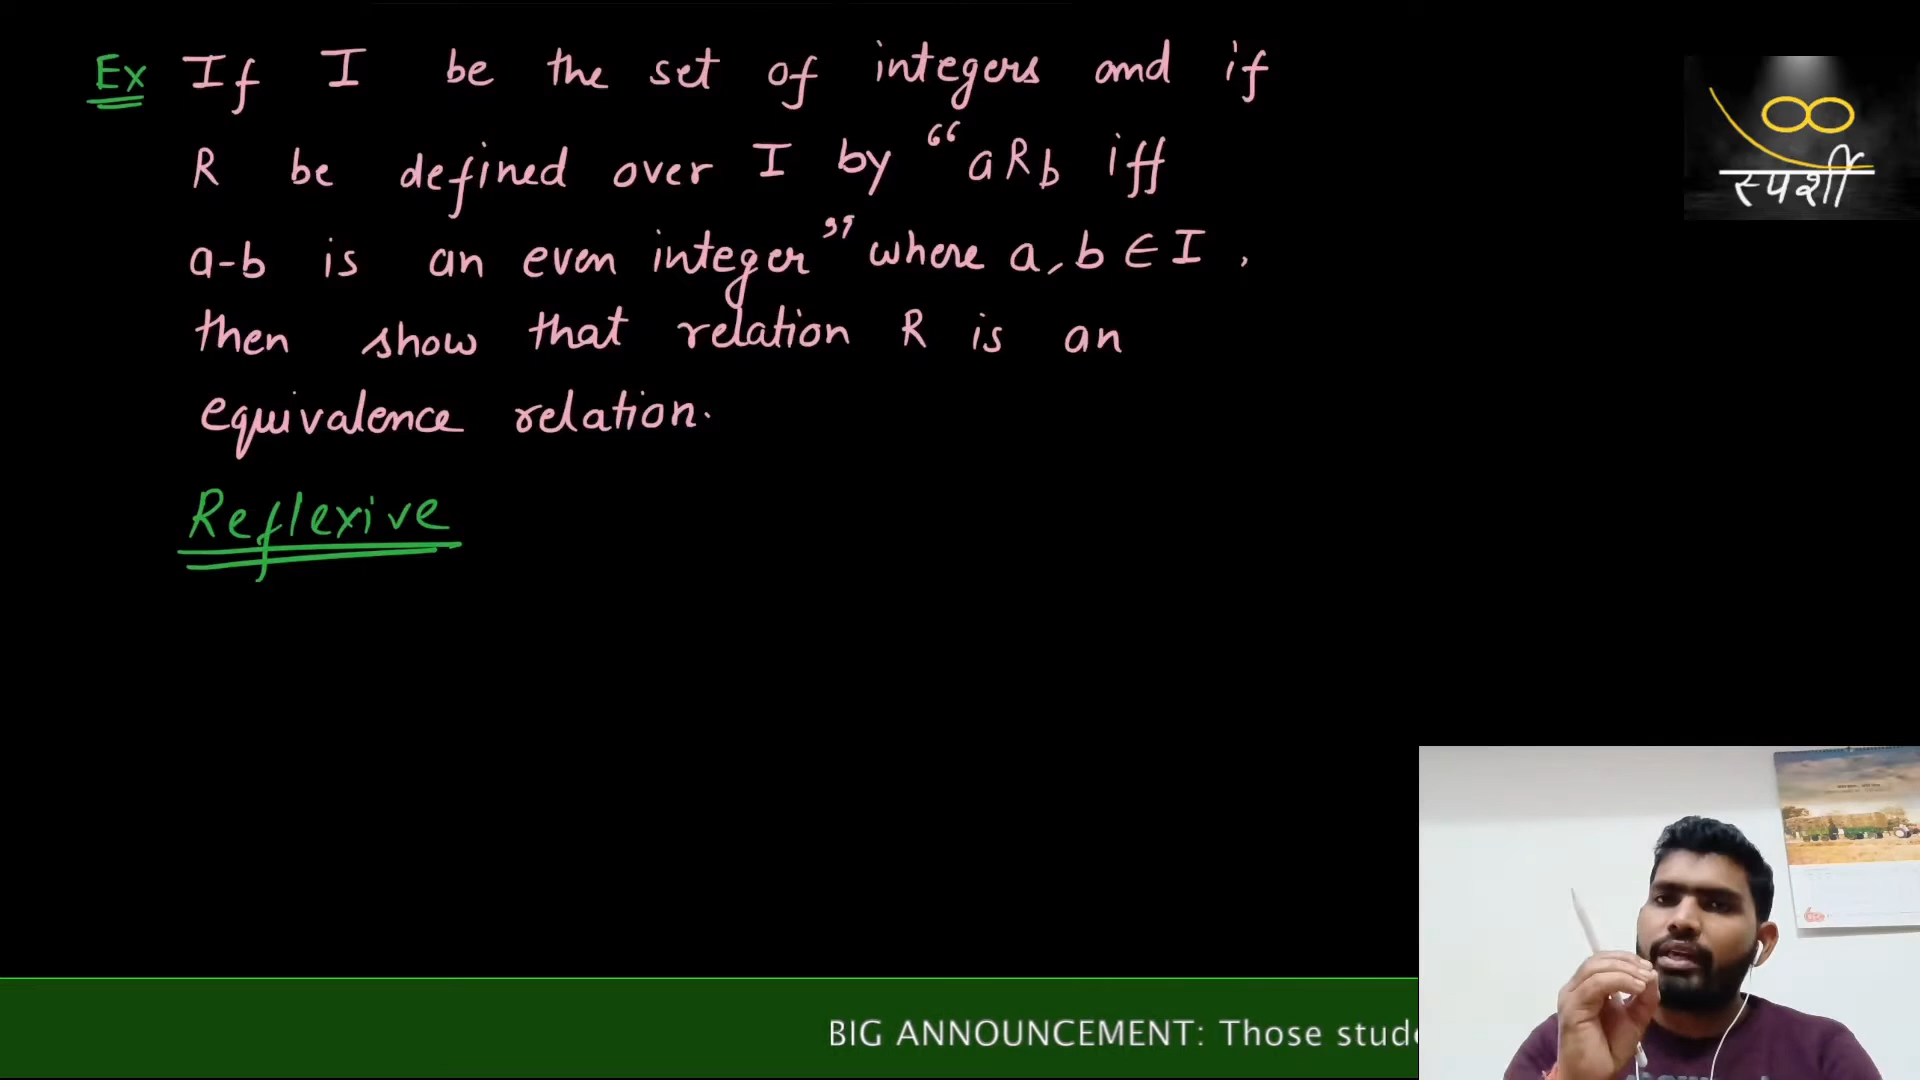 Ex If I be the set of integers and if
R be defined over I by “aRb iff
a-b is an even integer” where a, b ∈ I,
then show that relation R is an
equivalence relation.
Reflexive
स्पर्शी
BIG ANNOUNCEMENT: Those stude